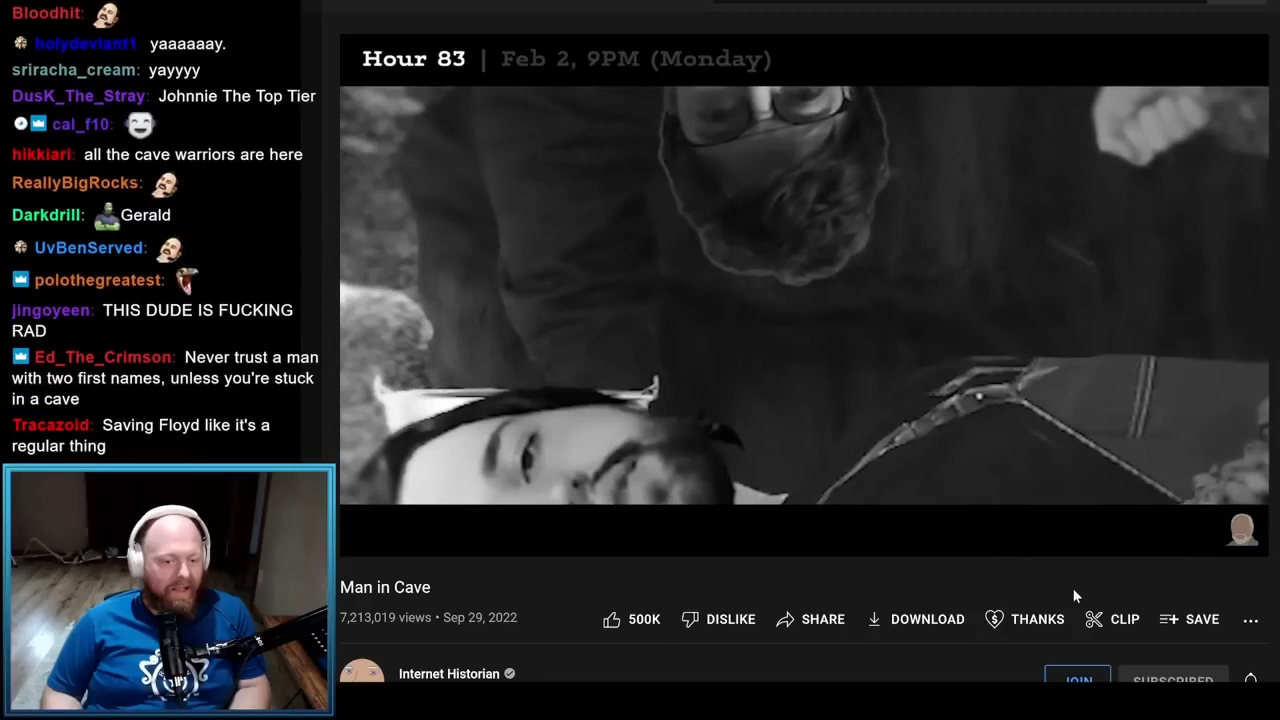 Bloodhit:
holydeviant1 yaaaaaay.
sriracha_cream: yayyyy
DusK_The_Stray: Johnnie The Top Tier
cal_f10:
hikkiari: all the cave warriors are here
ReallyBigRocks:
Darkdrill: Gerald
UvBenServed:
polothegreatest:
jingoyeen: THIS DUDE IS FUCKING
RAD
Ed_The_Crimson: Never trust a man
with two first names, unless you're stuck
in a cave
Tracazoid: Saving Floyd like it's a
regular thing
Hour 83 | Feb 2, 9PM (Monday)
Man in Cave
7,213,019 views • Sep 29, 2022
500K DISLIKE SHARE DOWNLOAD THANKS CLIP SAVE ...
Internet Historian
JOIN SUBSCRIBED